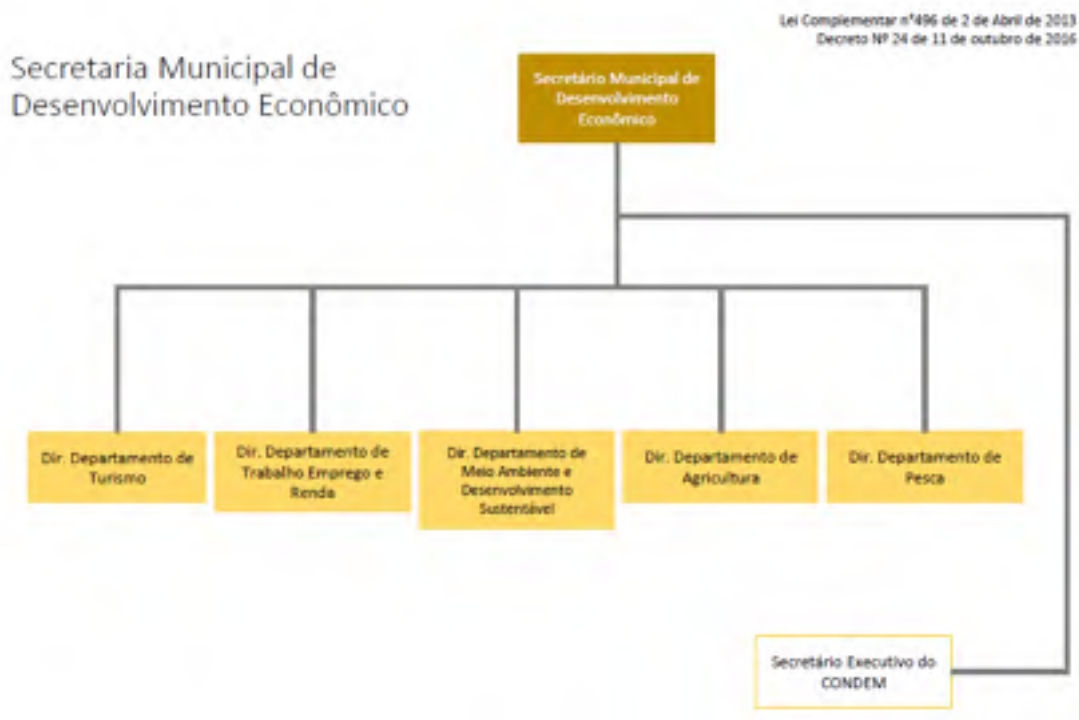 Lei Complementar n°496 de 2 de Abril de 2013
Decreto Nº 24 de 11 de outubro de 2016
Secretaria Municipal de
Desenvolvimento Econômico
Secretário Municipal de
Desenvolvimento
Econômico
Dir. Departamento de
Turismo
Dir. Departamento de
Trabalho Emprego e
Renda
Dir. Departamento de
Meio Ambiente e
Desenvolvimento
Sustentável
Dir. Departamento de
Agricultura
Dir. Departamento de
Pesca
Secretário Executivo do
CONDEM